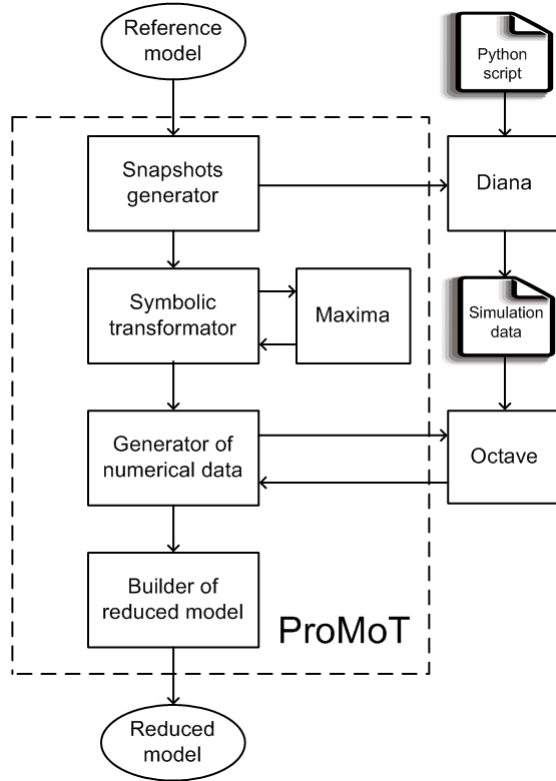 Reference
model
Python
script
Snapshots
generator
Diana
Symbolic
transformator
Maxima
Simulation
data
Generator of
numerical data
Octave
Builder of
reduced model
ProMoT
Reduced
model